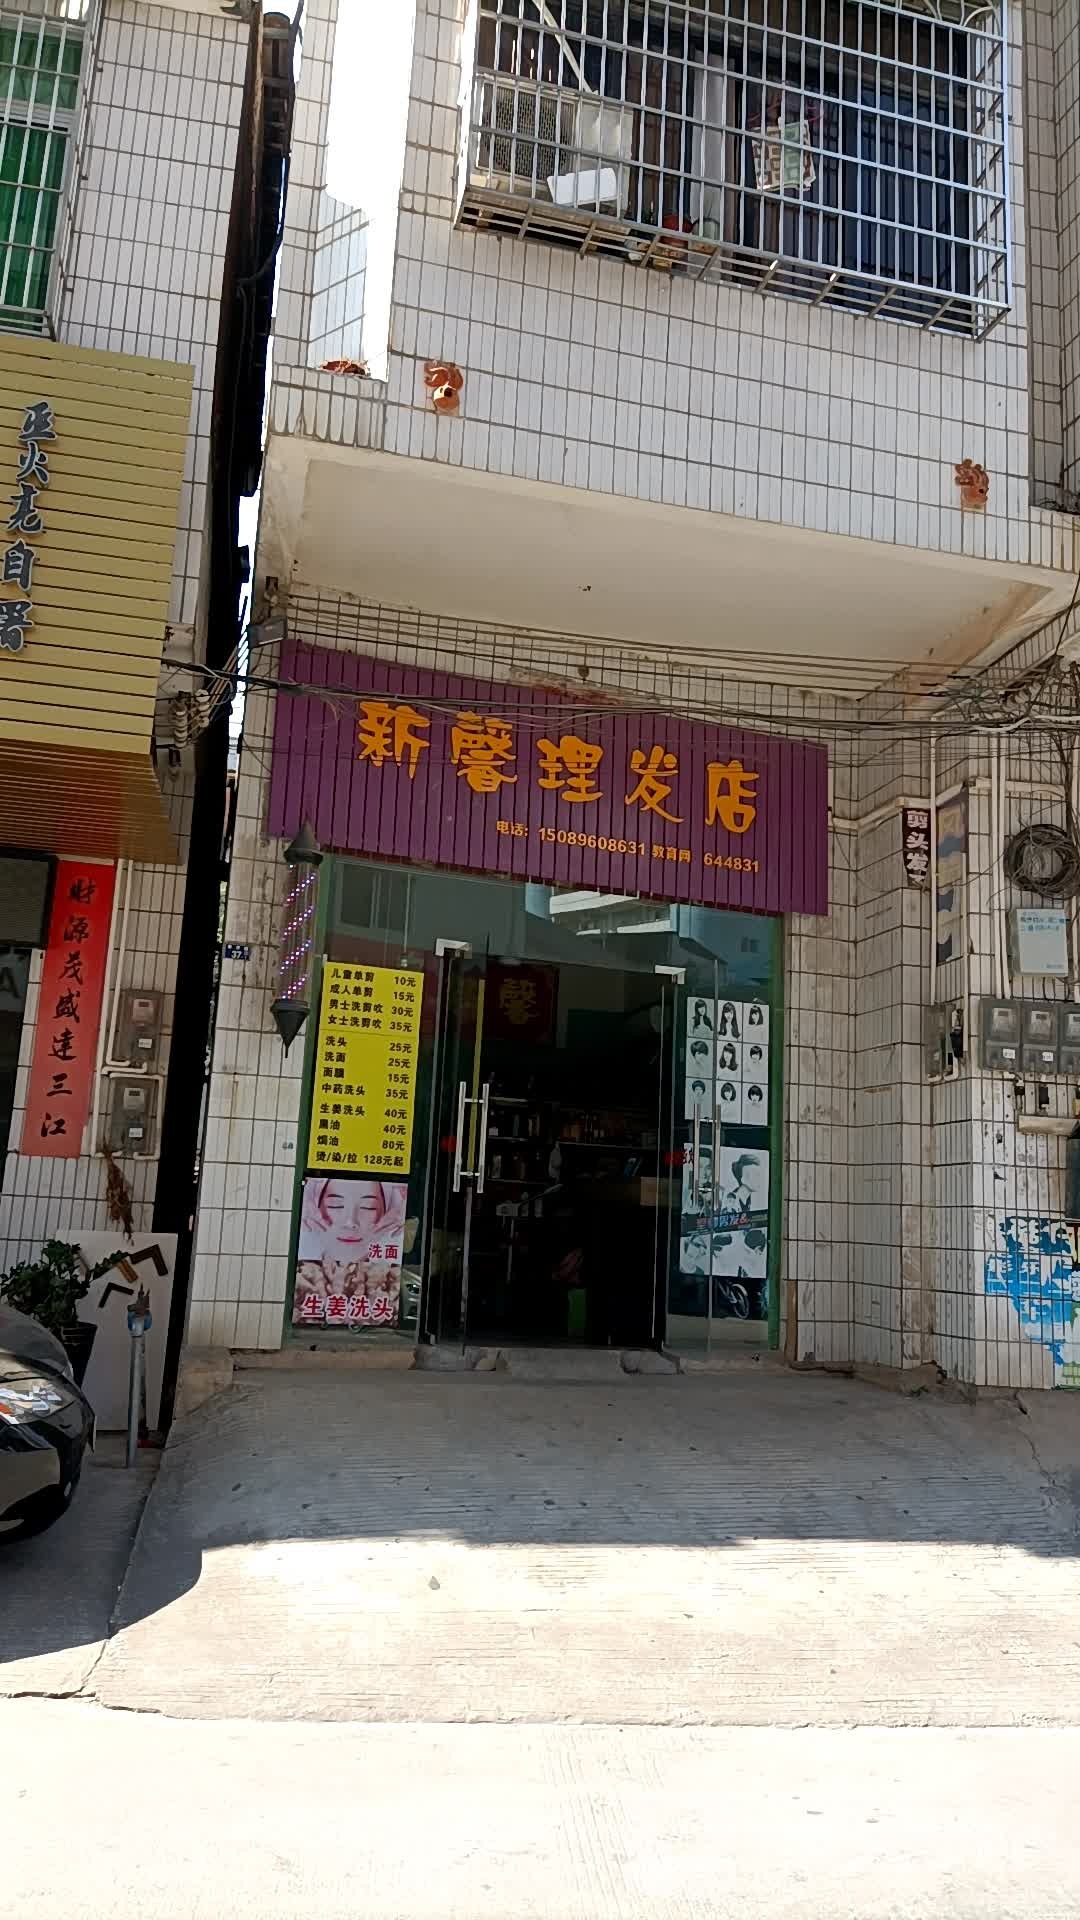 新馨理发店
电话：15089608631 教育网 644831
剪头发
财源茂盛达三江
37
馨
儿童单剪 10元
成人单剪 15元
男士洗剪吹 30元
女士洗剪吹 35元
洗头 25元
洗面 25元
面膜 15元
中药洗头 35元
生姜洗头 40元
黑油 40元
焗油 80元
烫/染/拉 128元起
洗面
生姜洗头